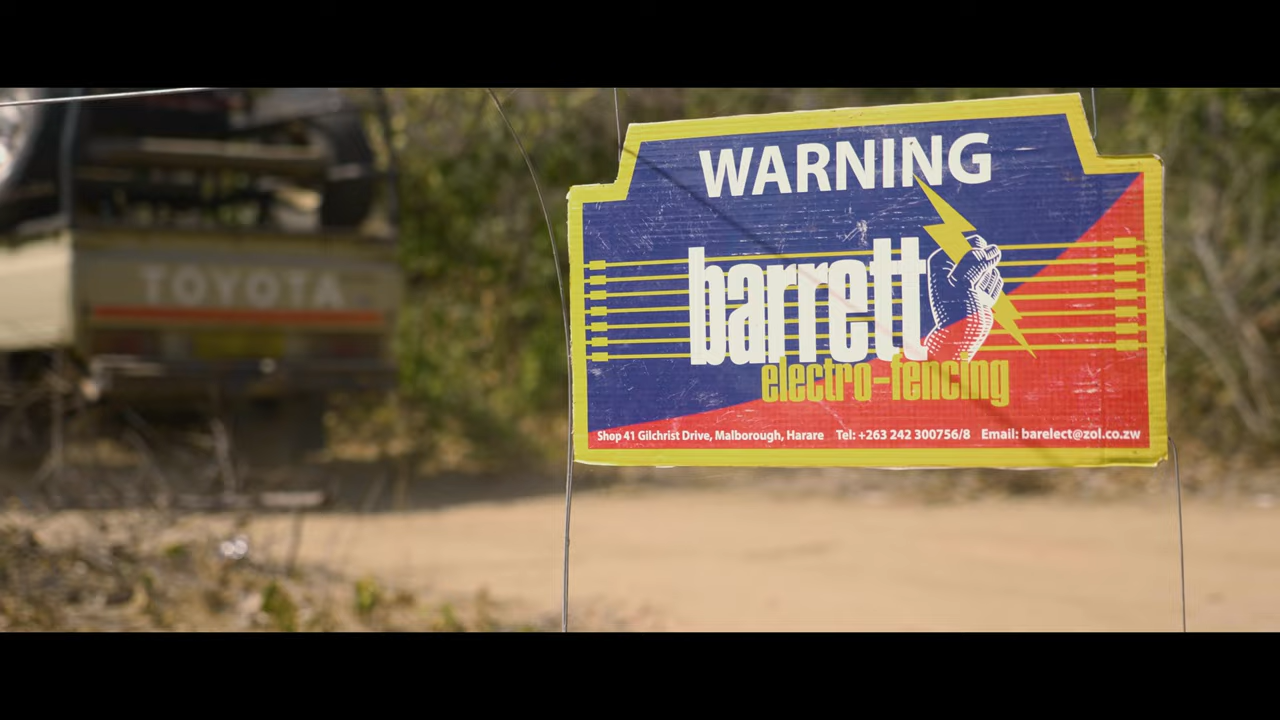 TOYOTA
WARNING
barrett
electro-fencing
Shop 41 Gilchrist Drive, Malborough, Harare Tel: +263 242 300756/8 Email: barelect@zol.co.zw